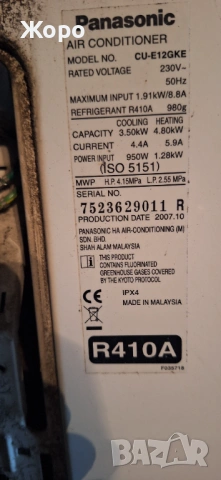 Жоро
Panasonic
AIR CONDITIONER
MODEL NO. CU-E12GKE
RATED VOLTAGE 230V~
50Hz
MAXIMUM INPUT 1.91kW/8.8A
REFRIGERANT R410A 980g
COOLING HEATING
CAPACITY 3.50kW 4.80kW
CURRENT 4.4A 5.9A
POWER INPUT 950W 1.28kW
(ISO 5151)
MWP H.P. 4.15MPa L.P. 2.55 MPa
SERIAL NO.
7523629011 R
PRODUCTION DATE 2007.10
PANASONIC HA AIR-CONDITIONING (M)
SDN. BHD.
SHAH ALAM MALAYSIA
i THIS PRODUCT
CONTAINS FLUORINATED
GREENHOUSE GASES COVERED
BY THE KYOTO PROTOCOL
CE IPX4
MADE IN MALAYSIA
R410A
F035718
BAZAR